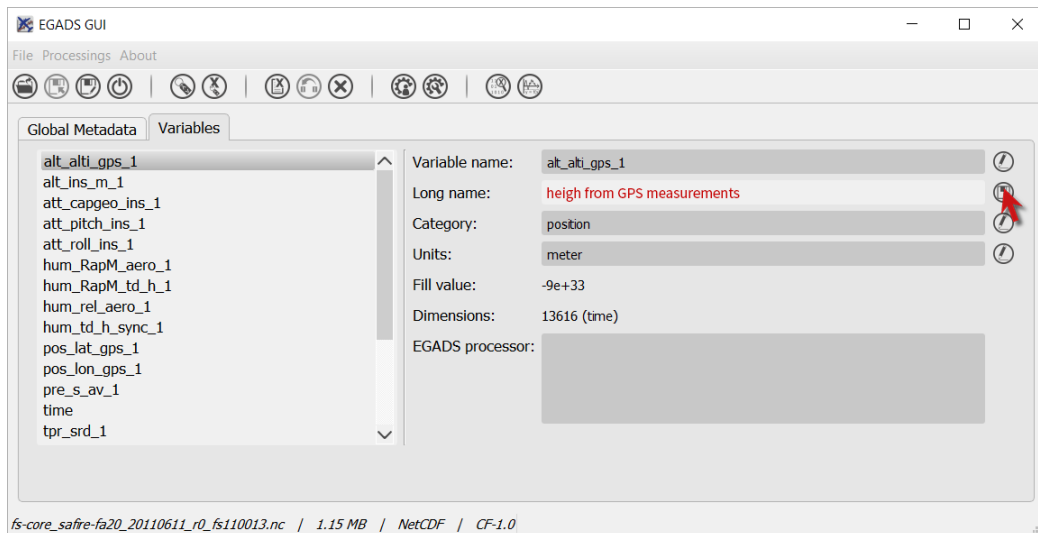 EGADS GUI
File Processings About
Global Metadata Variables
alt_alti_gps_1
alt_ins_m_1
att_capgeo_ins_1
att_pitch_ins_1
att_roll_ins_1
hum_RapM_aero_1
hum_RapM_td_h_1
hum_rel_aero_1
hum_td_h_sync_1
pos_lat_gps_1
pos_lon_gps_1
pre_s_av_1
time
tpr_srd_1
Variable name: alt_alti_gps_1
Long name: heigh from GPS measurements
Category: position
Units: meter
Fill value: -9e+33
Dimensions: 13616 (time)
EGADS processor:
fs-core_safire-fa20_20110611_r0_fs110013.nc | 1.15 MB | NetCDF | CF-1.0